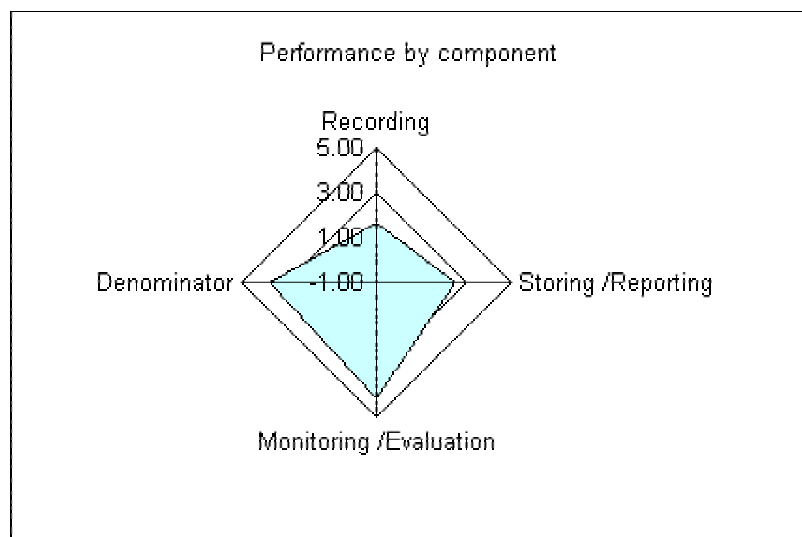 Performance by component
Recording
5.00
3.00
1.00
Denominator
-1.00
Storing /Reporting
Monitoring /Evaluation